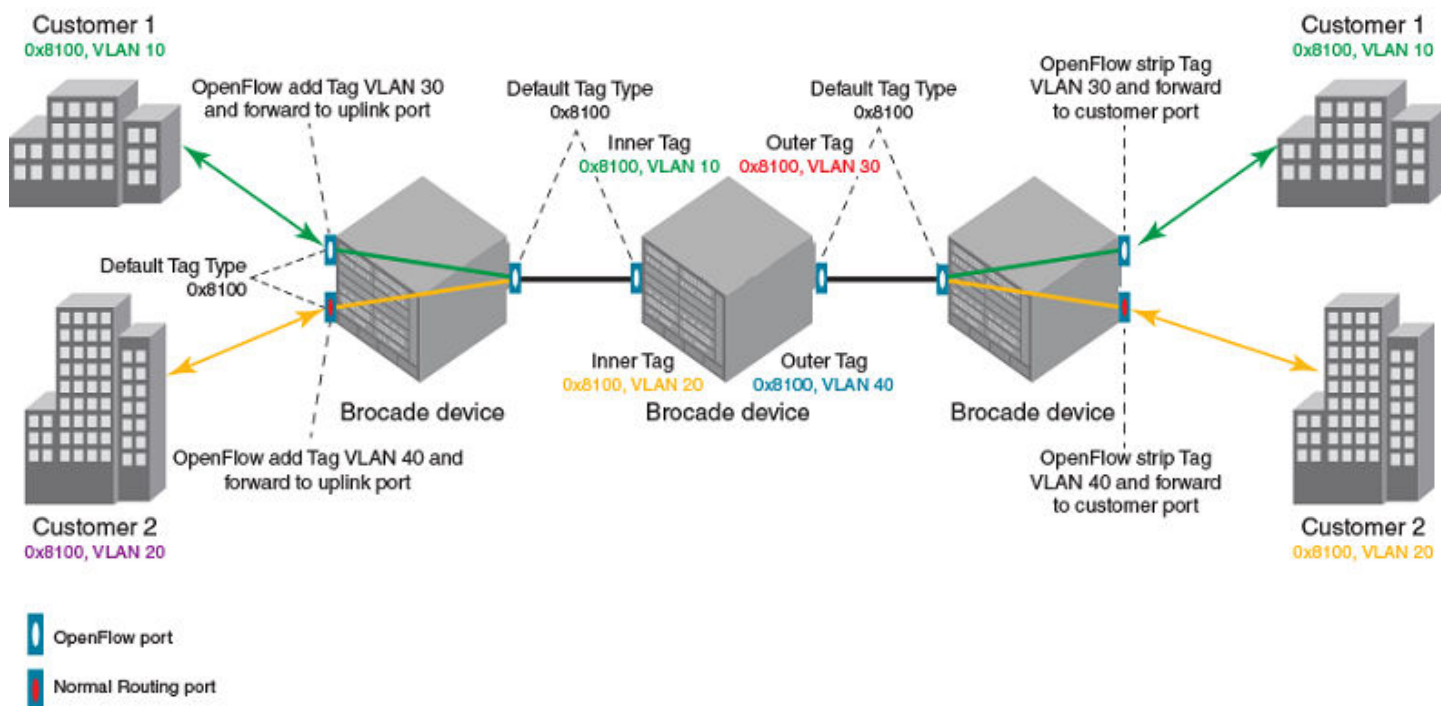 Customer 1
0x8100, VLAN 10
OpenFlow add Tag VLAN 30
and forward to uplink port
Default Tag Type
0x8100
Inner Tag
0x8100, VLAN 10
Default Tag Type
0x8100
Outer Tag
0x8100, VLAN 30
OpenFlow strip Tag
VLAN 30 and forward
to customer port
Customer 1
0x8100, VLAN 10
Default Tag Type
0x8100
Inner Tag
0x8100, VLAN 20
Outer Tag
0x8100, VLAN 40
Brocade device
Brocade device
Brocade device
OpenFlow add Tag VLAN 40 and
forward to uplink port
OpenFlow strip Tag
VLAN 40 and forward
to customer port
Customer 2
0x8100, VLAN 20
Customer 2
0x8100, VLAN 20
OpenFlow port
Normal Routing port